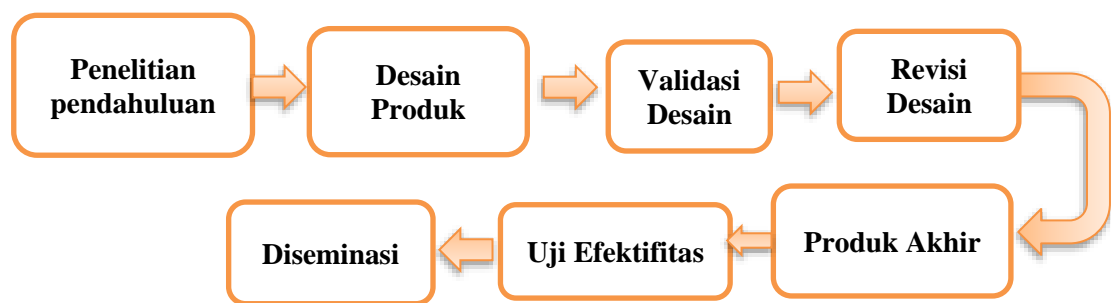 Penelitian
pendahuluan
Desain
Produk
Validasi
Desain
Revisi
Desain
Produk Akhir
Uji Efektifitas
Diseminasi